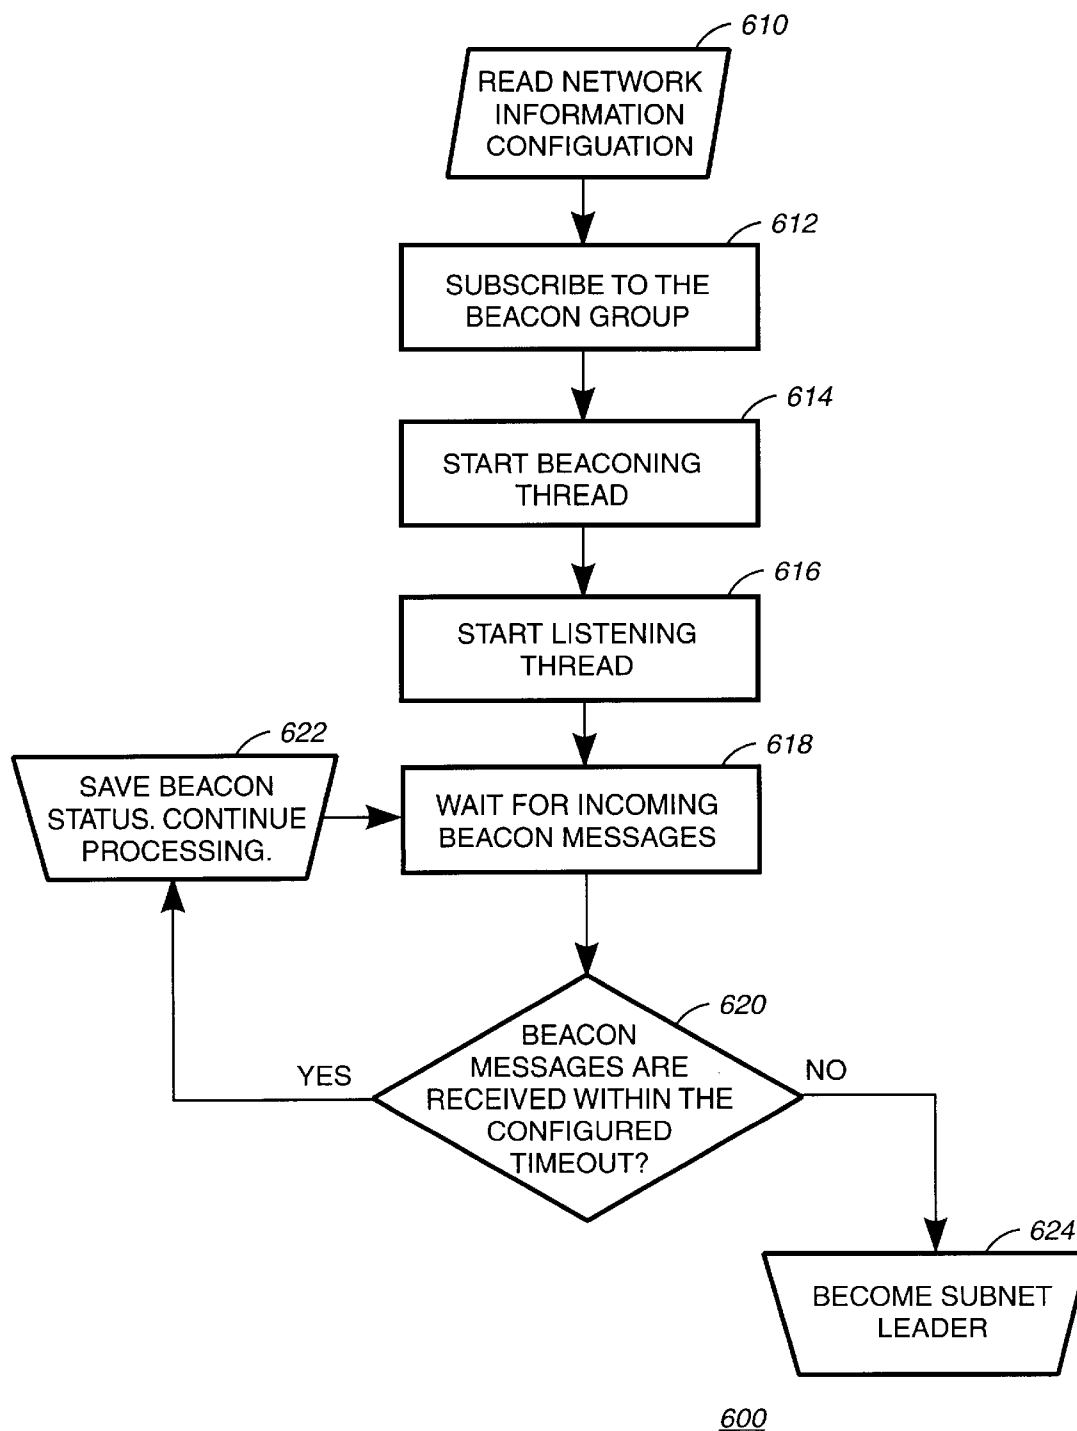 610
READ NETWORK
INFORMATION
CONFIGUATION
612
SUBSCRIBE TO THE
BEACON GROUP
614
START BEACONING
THREAD
616
START LISTENING
THREAD
622
SAVE BEACON
STATUS. CONTINUE
PROCESSING.
618
WAIT FOR INCOMING
BEACON MESSAGES
620
BEACON
MESSAGES ARE
RECEIVED WITHIN THE
CONFIGURED
TIMEOUT?
YES
NO
624
BECOME SUBNET
LEADER
600